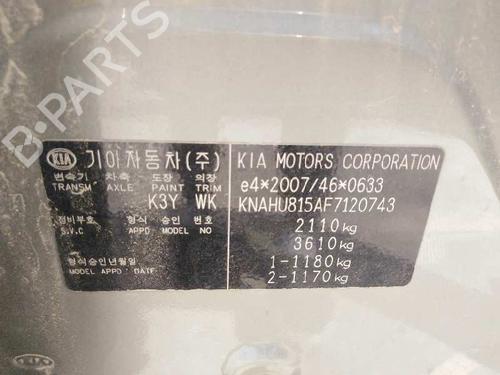 B-PARTS
KIA 기아자동차(주)
변속기 차축 도장 의장
TRANSM AXLE PAINT TRIM
K3Y WK
정비부호 형식 승인 번호
S.V.C APPD MODEL NO
형식승인년월일
MODEL APPD. DATE
KIA MOTORS CORPORATION
e4*2007/46*0633
KNAHU815AF7120743
2110kg
3610kg
1-1180kg
2-1170kg